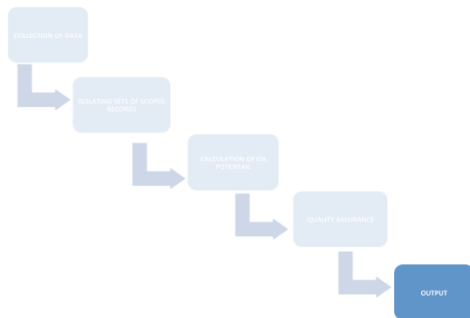 COLLECTION OF DATA
ISOLATING SETS OF SCOPUS
RECORDS
CALCULATION OF OA
POTENTIAL
QUALITY ASSURANCE
OUTPUT